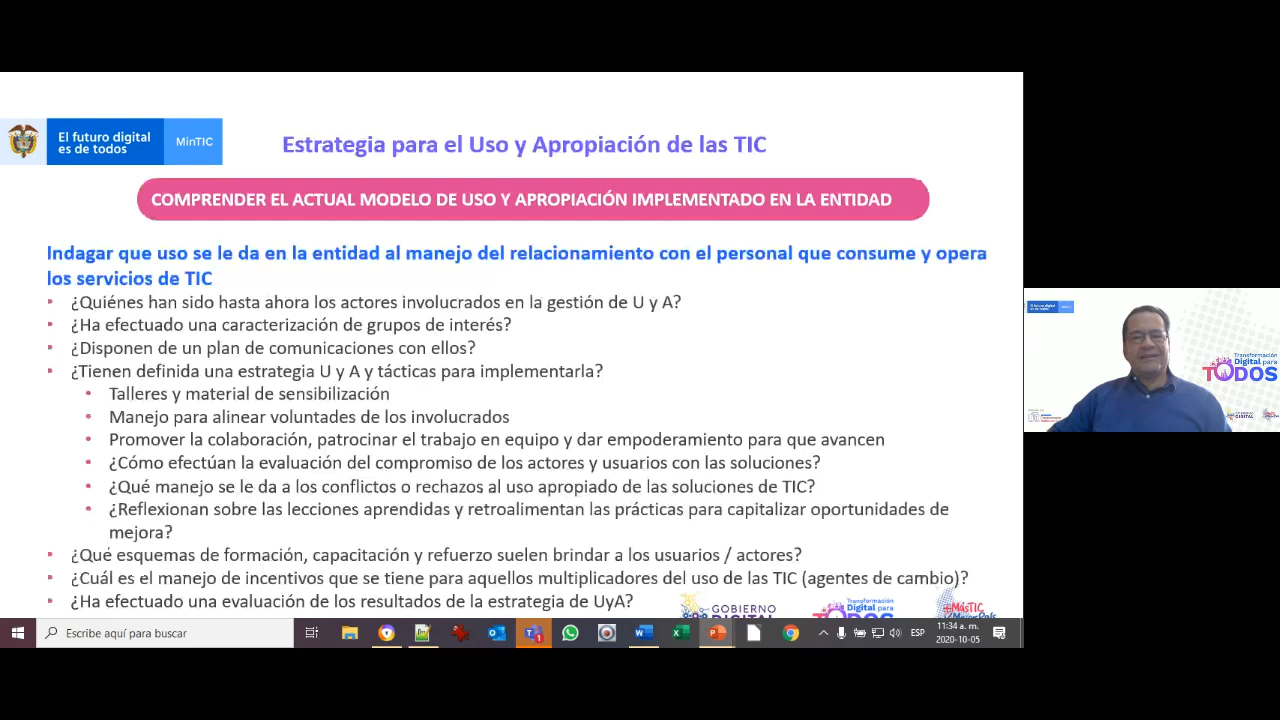 El futuro digital
es de todos
MinTIC
Estrategia para el Uso y Apropiación de las TIC
COMPRENDER EL ACTUAL MODELO DE USO Y APROPIACIÓN IMPLEMENTADO EN LA ENTIDAD
Indagar que uso se le da en la entidad al manejo del relacionamiento con el personal que consume y opera
los servicios de TIC
• ¿Quiénes han sido hasta ahora los actores involucrados en la gestión de U y A?
• ¿Ha efectuado una caracterización de grupos de interés?
• ¿Disponen de un plan de comunicaciones con ellos?
• ¿Tienen definida una estrategia U y A y tácticas para implementarla?
• Talleres y material de sensibilización
• Manejo para alinear voluntades de los involucrados
• Promover la colaboración, patrocinar el trabajo en equipo y dar empoderamiento para que avancen
• ¿Cómo efectúan la evaluación del compromiso de los actores y usuarios con las soluciones?
• ¿Qué manejo se le da a los conflictos o rechazos al uso apropiado de las soluciones de TIC?
• ¿Reflexionan sobre las lecciones aprendidas y retroalimentan las prácticas para capitalizar oportunidades de
mejora?
• ¿Qué esquemas de formación, capacitación y refuerzo suelen brindar a los usuarios / actores?
• ¿Cuál es el manejo de incentivos que se tiene para aquellos multiplicadores del uso de las TIC (agentes de cambio)?
• ¿Ha efectuado una evaluación de los resultados de la estrategia de UyA?
GOBIERNO
DIGITAL
Transformación
Digital para
TODOS
+MásTIC
+MejorPaís
Escribe aquí para buscar
ESP
11:34 a. m.
2020-10-05
Transformación
Digital para
TODOS